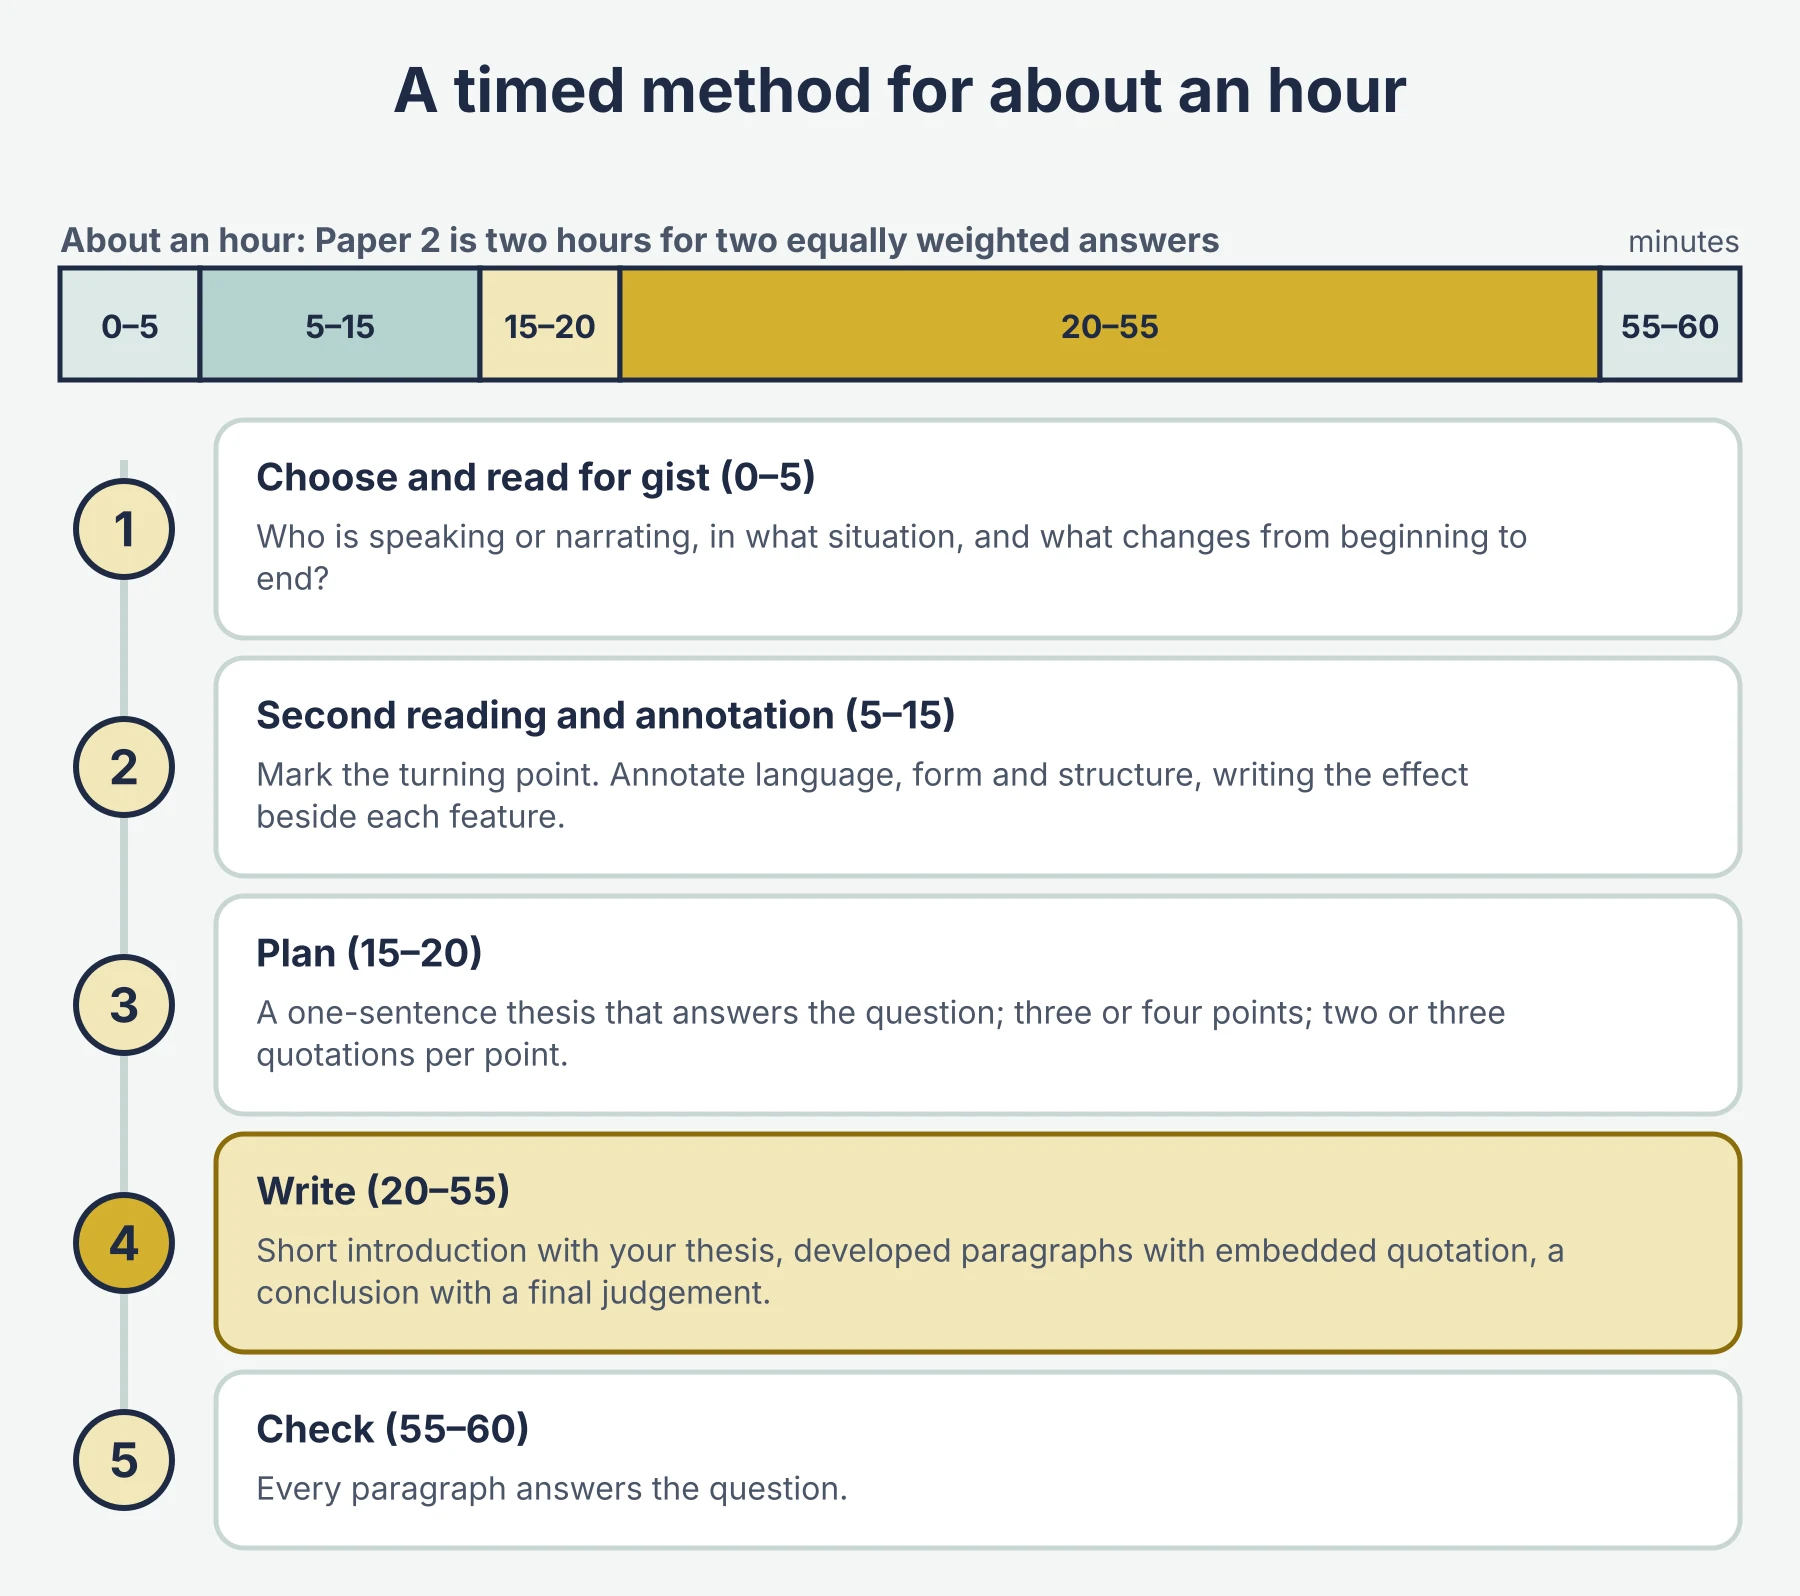 A timed method for about an hour
About an hour: Paper 2 is two hours for two equally weighted answers
minutes
0–5
5–15
15–20
20–55
55–60
1
Choose and read for gist (0–5)
Who is speaking or narrating, in what situation, and what changes from beginning to
end?
2
Second reading and annotation (5–15)
Mark the turning point. Annotate language, form and structure, writing the effect
beside each feature.
3
Plan (15–20)
A one-sentence thesis that answers the question; three or four points; two or three
quotations per point.
4
Write (20–55)
Short introduction with your thesis, developed paragraphs with embedded quotation, a
conclusion with a final judgement.
5
Check (55–60)
Every paragraph answers the question.